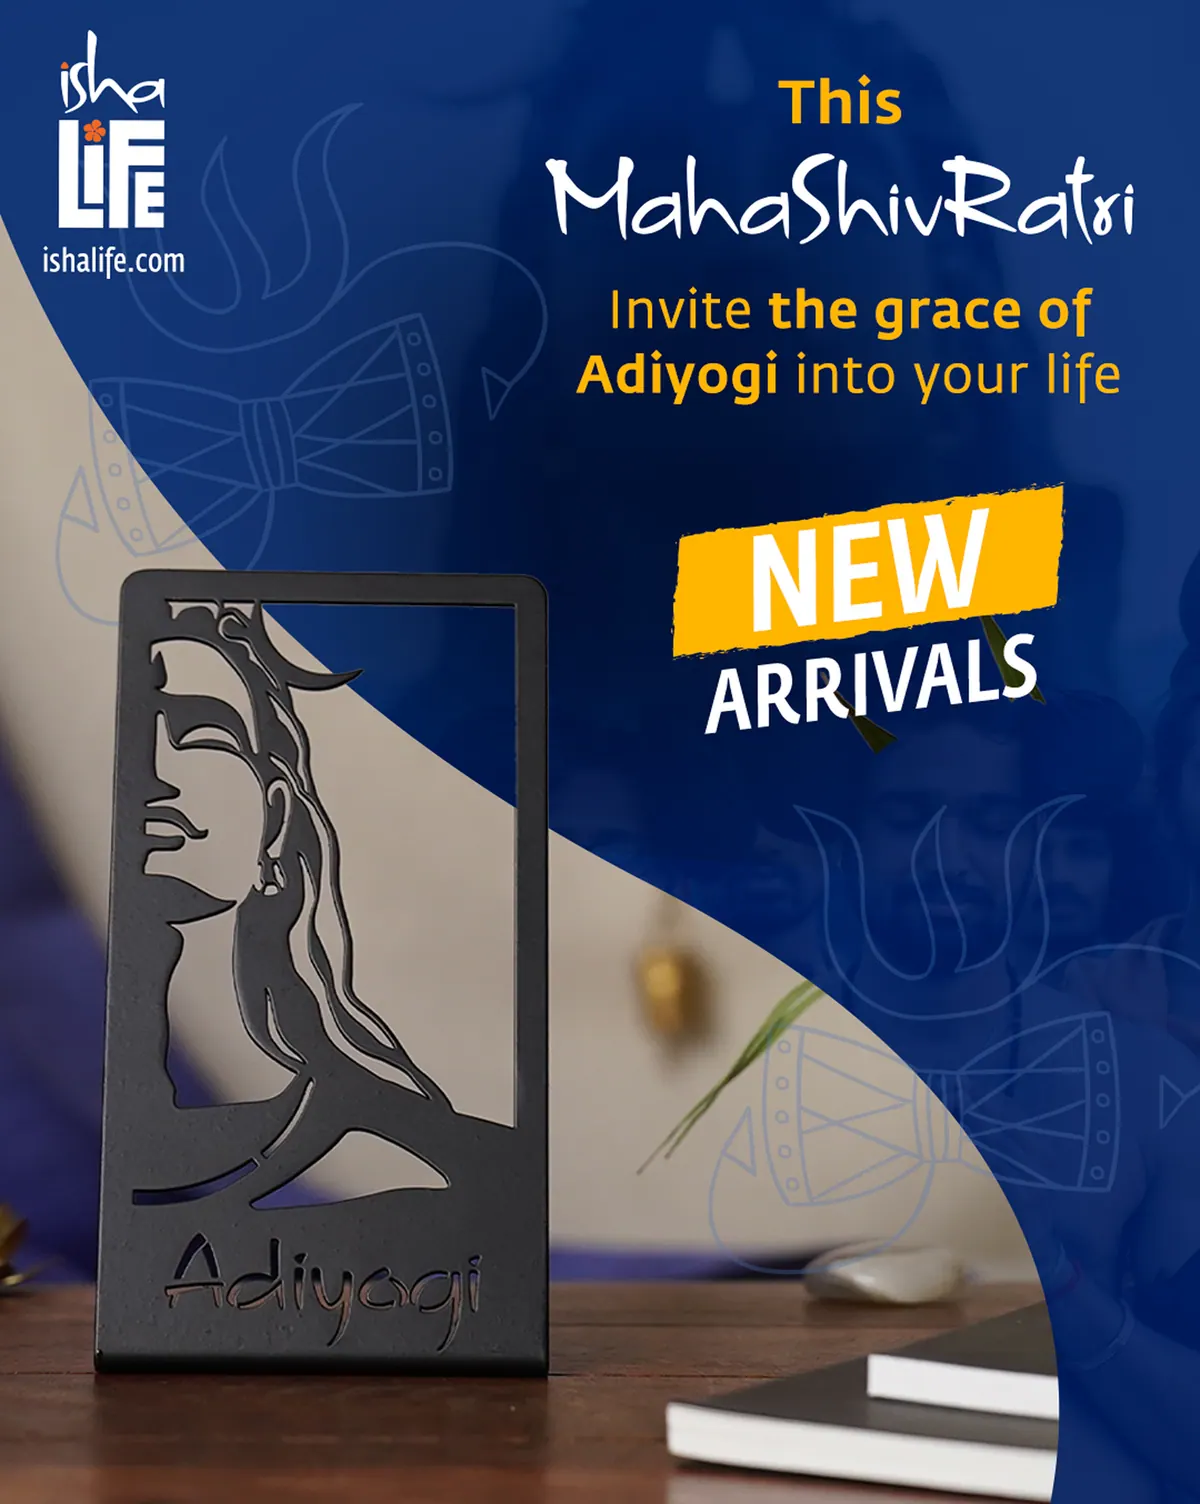 isha
LIFE
ishalife.com
This
MahaShivRatri
Invite the grace of
Adiyogi into your life
NEW
ARRIVALS
Adiyogi